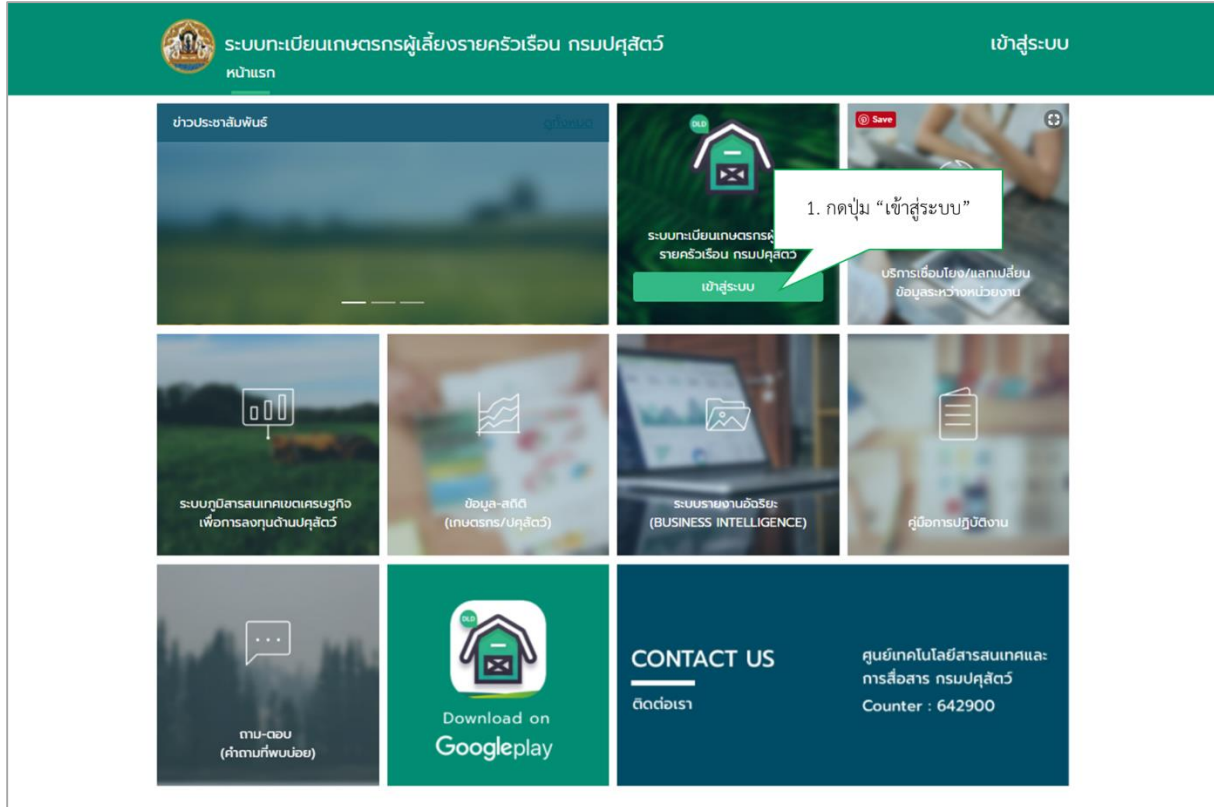 ระบบทะเบียนเกษตรกรผู้เลี้ยงรายครัวเรือน กรมปศุสัตว์
เข้าสู่ระบบ
หน้าแรก
ข่าวประชาสัมพันธ์
ดูทั้งหมด
DLD
Save
1. กดปุ่ม “เข้าสู่ระบบ”
ระบบทะเบียนเกษตรกรผู้
รายครัวเรือน กรมปศุสัตว์
เข้าสู่ระบบ
บริการเชื่อมโยง/แลกเปลี่ยน
ข้อมูลระหว่างหน่วยงาน
ระบบภูมิสารสนเทศเขตเศรษฐกิจ
เพื่อการลงทุนด้านปศุสัตว์
ข้อมูล-สถิติ
(เกษตรกร/ปศุสัตว์)
ระบบรายงานอัฉริยะ
(BUSINESS INTELLIGENCE)
คู่มือการปฏิบัติงาน
ถาม-ตอบ
(คำถามที่พบบ่อย)
DLD
Download on
Googleplay
CONTACT US
ติดต่อเรา
ศูนย์เทคโนโลยีสารสนเทศและ
การสื่อสาร กรมปศุสัตว์
Counter : 642900